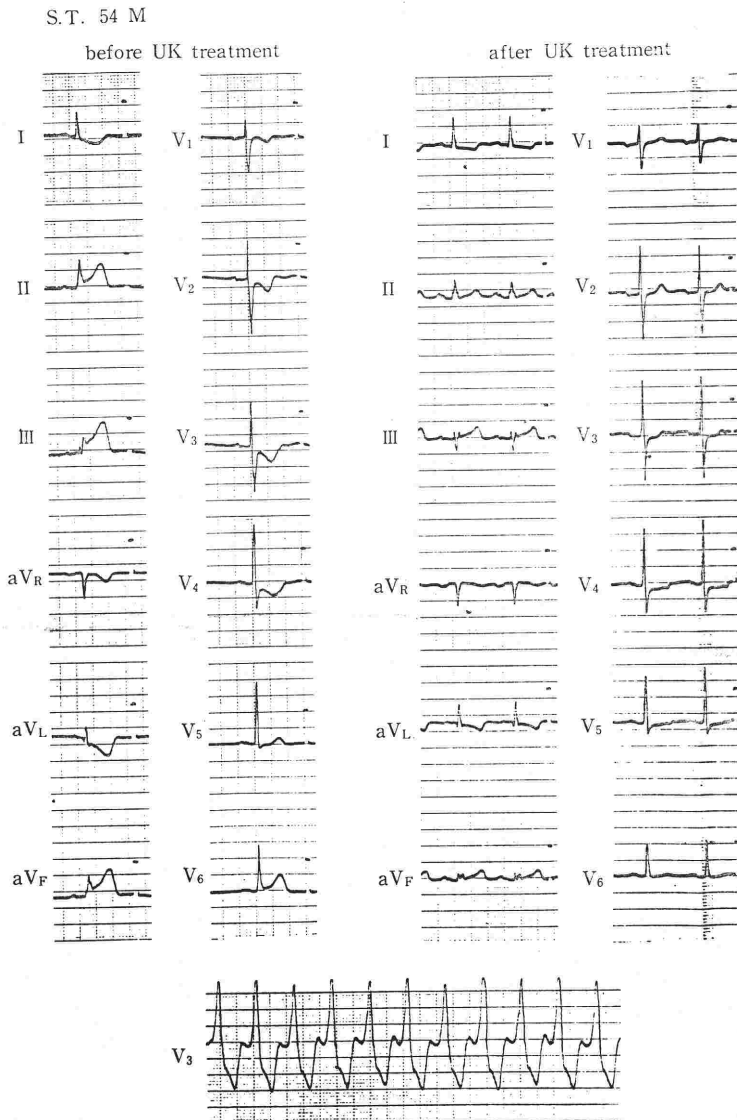 S.T. 54 M
before UK treatment
after UK treatment
I
V1
I
V1
II
V2
II
V2
III
V3
III
V3
aVR
V4
aVR
V4
aVL
V5
aVL
V5
aVF
V6
aVF
V6
V3